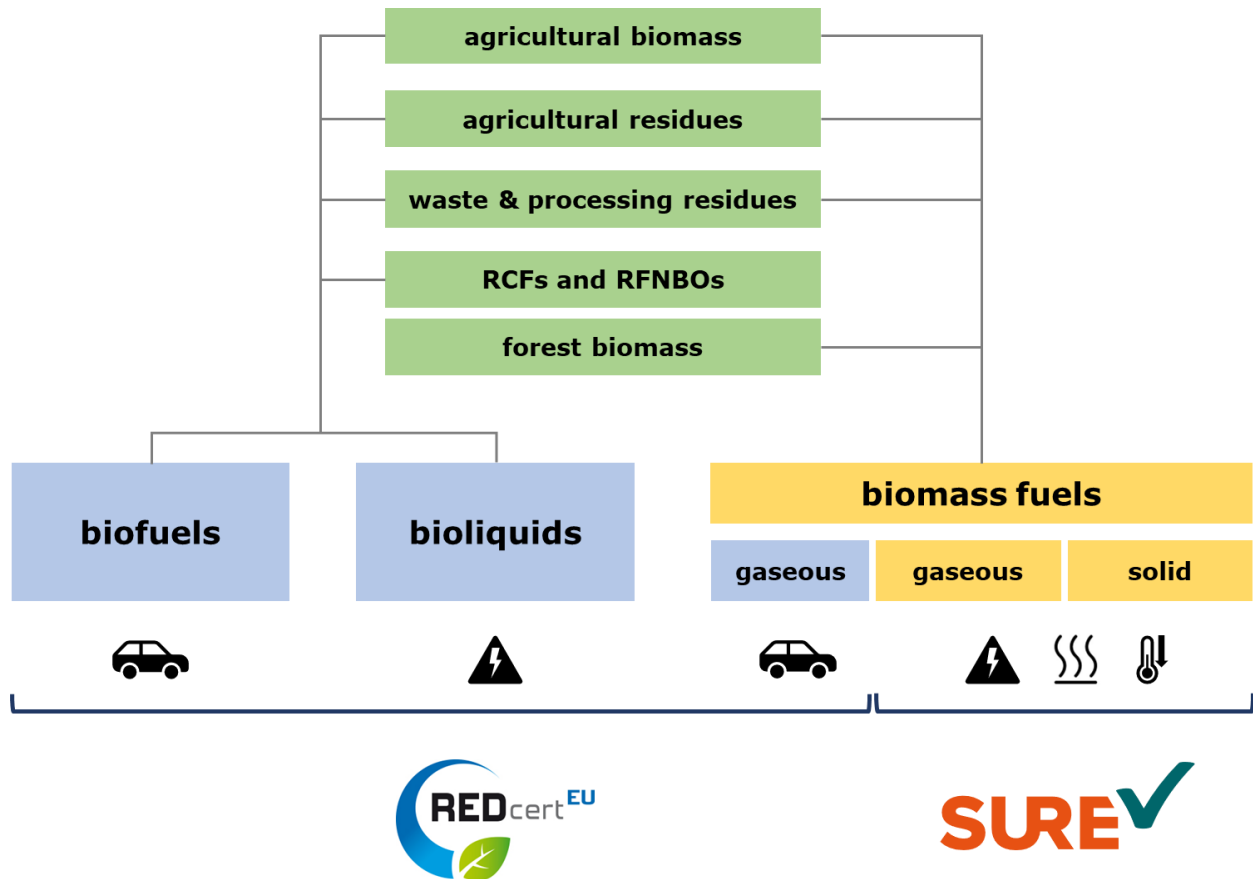 agricultural biomass
agricultural residues
waste & processing residues
RCFs and RFNBOs
forest biomass
biofuels
bioliquids
biomass fuels
gaseous
gaseous
solid
REDcert EU
SURE